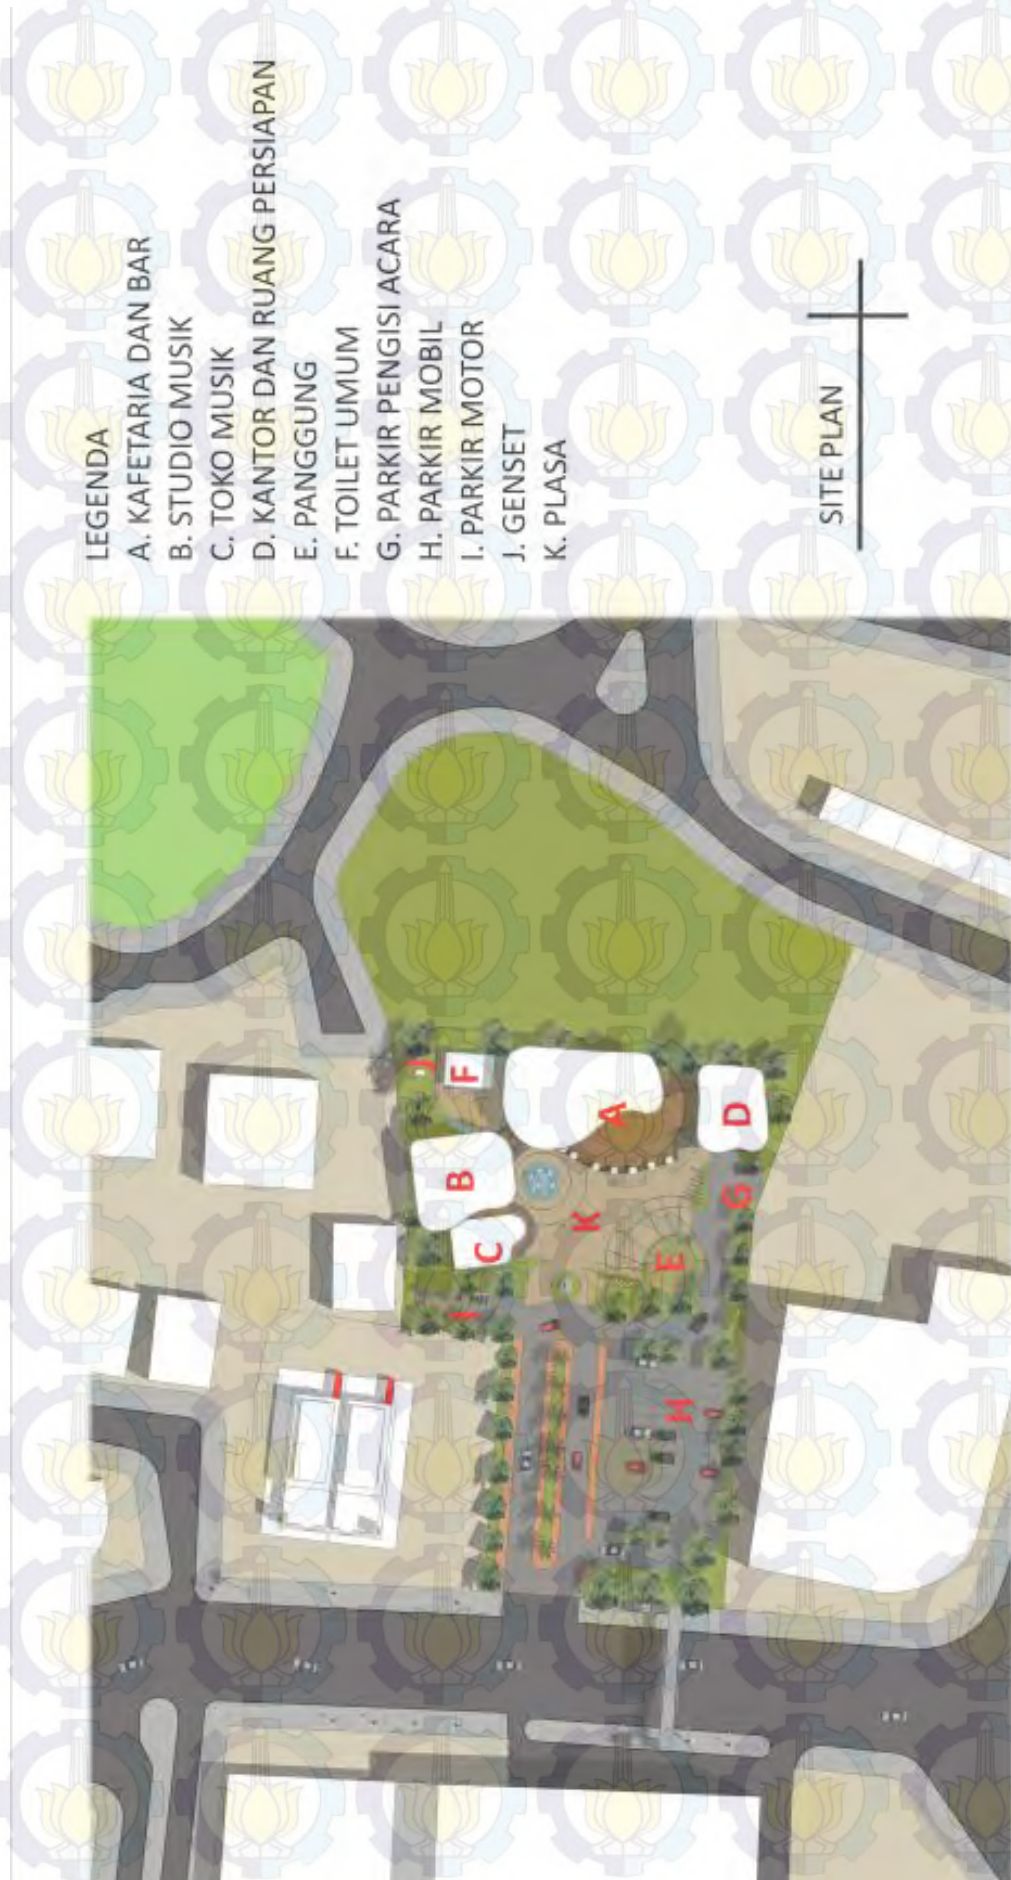 LEGENDA
A. KAFETARIA DAN BAR
B. STUDIO MUSIK
C. TOKO MUSIK
D. KANTOR DAN RUANG PERSIAPAN
E. PANGGUNG
F. TOILET UMUM
G. PARKIR PENGISI ACARA
H. PARKIR MOBIL
I. PARKIR MOTOR
J. GENSET
K. PLASA
SITE PLAN
J
F
A
D
B
G
K
C
E
I
H